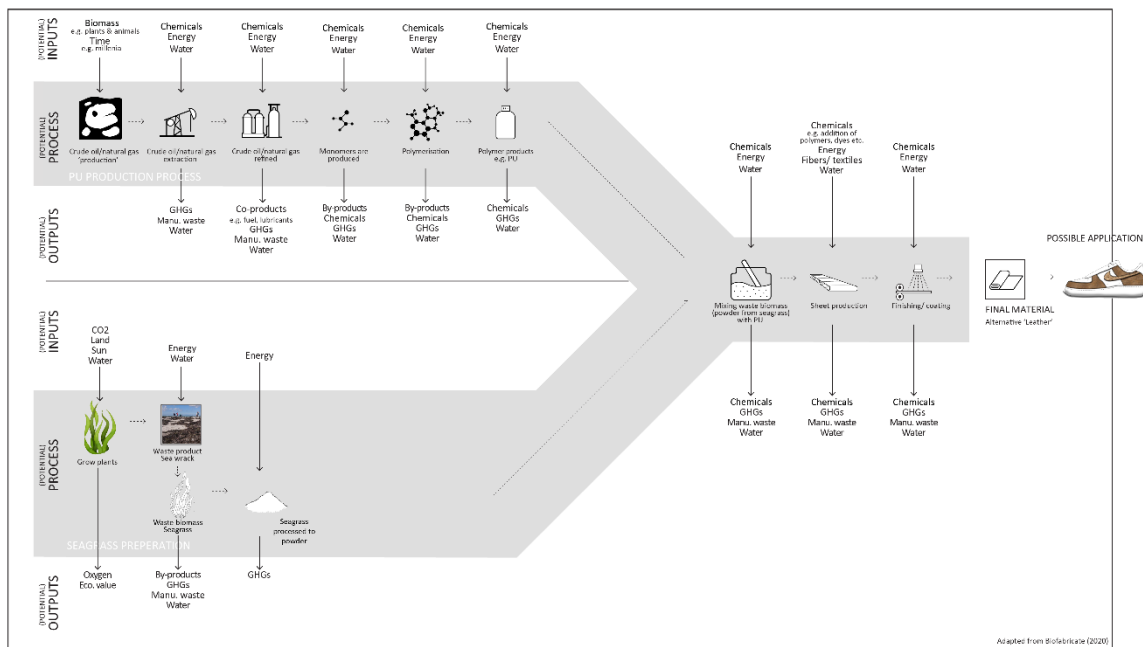 (POTENTIAL)
INPUTS
Biomass
e.g. plants & animals
Time
e.g. millenia
Chemicals
Energy
Water
Chemicals
Energy
Water
Chemicals
Energy
Water
Chemicals
Energy
Water
Chemicals
Energy
Water
(POTENTIAL)
PROCESS
Crude oil/natural gas
'production'
Crude oil/natural gas
extraction
Crude oil/natural gas
refined
Monomers are
produced
Polymerisation
Polymer products
e.g. PU
PU PRODUCTION PROCESS
(POTENTIAL)
OUTPUTS
GHGs
Manu. waste
Water
Co-products
e.g. fuel, lubricants
GHGs
Manu. waste
Water
By-products
Chemicals
GHGs
Water
By-products
Chemicals
GHGs
Water
Chemicals
GHGs
Water
Chemicals
Energy
Water
Chemicals
e.g. addition of
polymers, dyes etc.
Energy
Fibers/ textiles
Water
Chemicals
Energy
Water
Mixing waste biomass
(powder from seagrass)
with PU
Sheet production
Finishing/ coating
FINAL MATERIAL
Alternative 'Leather'
POSSIBLE APPLICATION
Chemicals
GHGs
Manu. waste
Water
Chemicals
GHGs
Manu. waste
Water
Chemicals
GHGs
Manu. waste
Water
(POTENTIAL)
INPUTS
CO2
Land
Sun
Water
Energy
Water
Energy
(POTENTIAL)
PROCESS
Grow plants
Waste product
Sea wrack
Waste biomass
Seagrass
Seagrass
processed to
powder
SEAGRASS PREPERATION
(POTENTIAL)
OUTPUTS
Oxygen
Eco. value
By-products
GHGs
Manu. waste
Water
GHGs
Adapted from Biofabricate (2020)